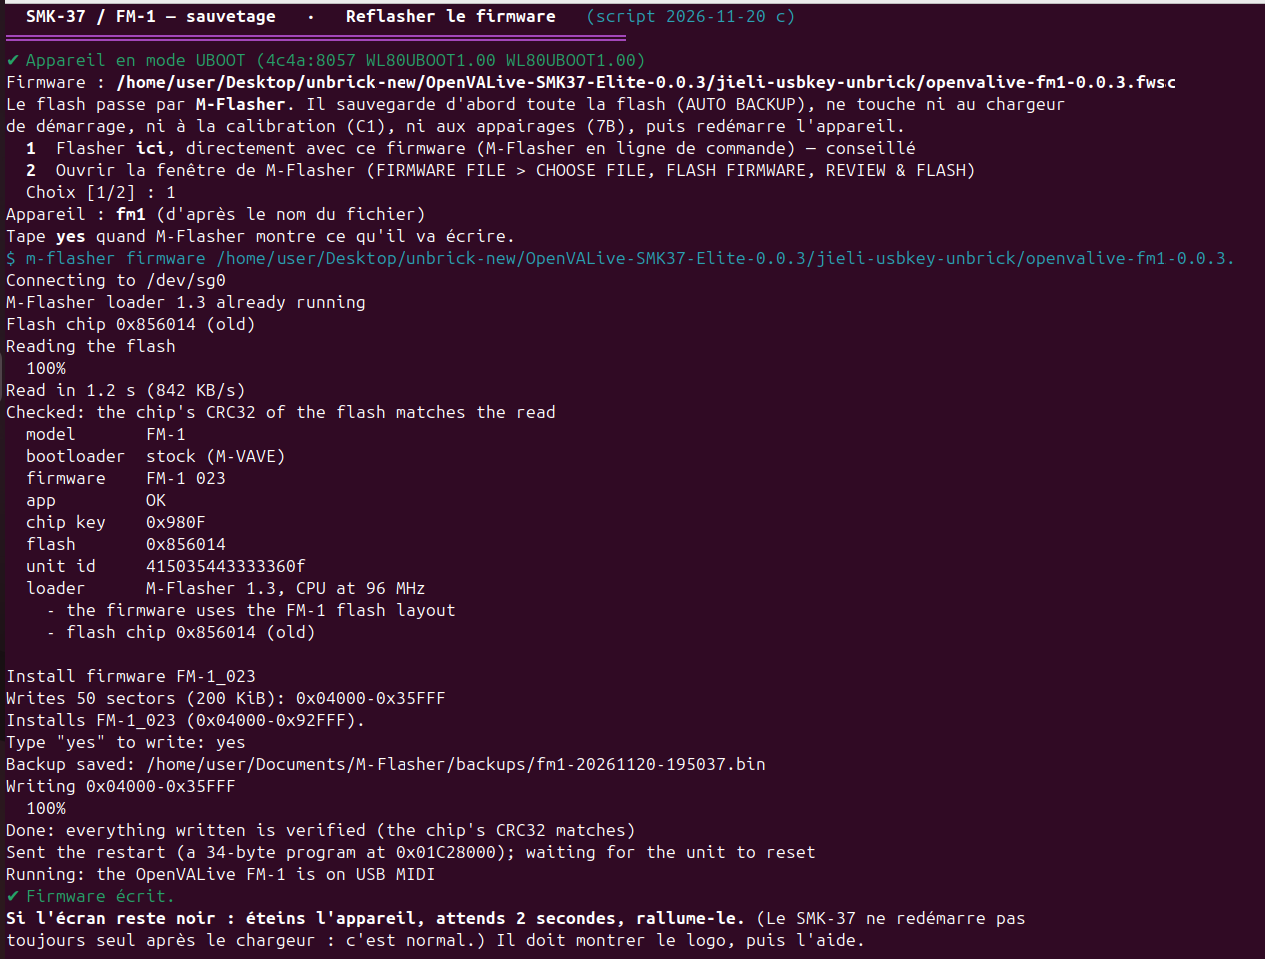 SMK-37 / FM-1 — sauvetage · Reflasher le firmware (script 2026-11-20 c)
✔ Appareil en mode UBOOT (4c4a:8057 WL80UBOOT1.00 WL80UBOOT1.00)
Firmware : /home/user/Desktop/unbrick-new/OpenVALive-SMK37-Elite-0.0.3/jieli-usbkey-unbrick/openvalive-fm1-0.0.3.fwsc
Le flash passe par M-Flasher. Il sauvegarde d'abord toute la flash (AUTO BACKUP), ne touche ni au chargeur
de démarrage, ni à la calibration (C1), ni aux appairages (7B), puis redémarre l'appareil.
1 Flasher ici, directement avec ce firmware (M-Flasher en ligne de commande) — conseillé
2 Ouvrir la fenêtre de M-Flasher (FIRMWARE FILE > CHOOSE FILE, FLASH FIRMWARE, REVIEW & FLASH)
Choix [1/2] : 1
Appareil : fm1 (d'après le nom du fichier)
Tape yes quand M-Flasher montre ce qu'il va écrire.
$ m-flasher firmware /home/user/Desktop/unbrick-new/OpenVALive-SMK37-Elite-0.0.3/jieli-usbkey-unbrick/openvalive-fm1-0.0.3.
Connecting to /dev/sg0
M-Flasher loader 1.3 already running
Flash chip 0x856014 (old)
Reading the flash
100%
Read in 1.2 s (842 KB/s)
Checked: the chip's CRC32 of the flash matches the read
model FM-1
bootloader stock (M-VAVE)
firmware FM-1 023
app OK
chip key 0x980F
flash 0x856014
unit id 415035443333360f
loader M-Flasher 1.3, CPU at 96 MHz
- the firmware uses the FM-1 flash layout
- flash chip 0x856014 (old)
Install firmware FM-1_023
Writes 50 sectors (200 KiB): 0x04000-0x35FFF
Installs FM-1_023 (0x04000-0x92FFF).
Type "yes" to write: yes
Backup saved: /home/user/Documents/M-Flasher/backups/fm1-20261120-195037.bin
Writing 0x04000-0x35FFF
100%
Done: everything written is verified (the chip's CRC32 matches)
Sent the restart (a 34-byte program at 0x01C28000); waiting for the unit to reset
Running: the OpenVALive FM-1 is on USB MIDI
✔ Firmware écrit.
Si l'écran reste noir : éteins l'appareil, attends 2 secondes, rallume-le. (Le SMK-37 ne redémarre pas
toujours seul après le chargeur : c'est normal.) Il doit montrer le logo, puis l'aide.